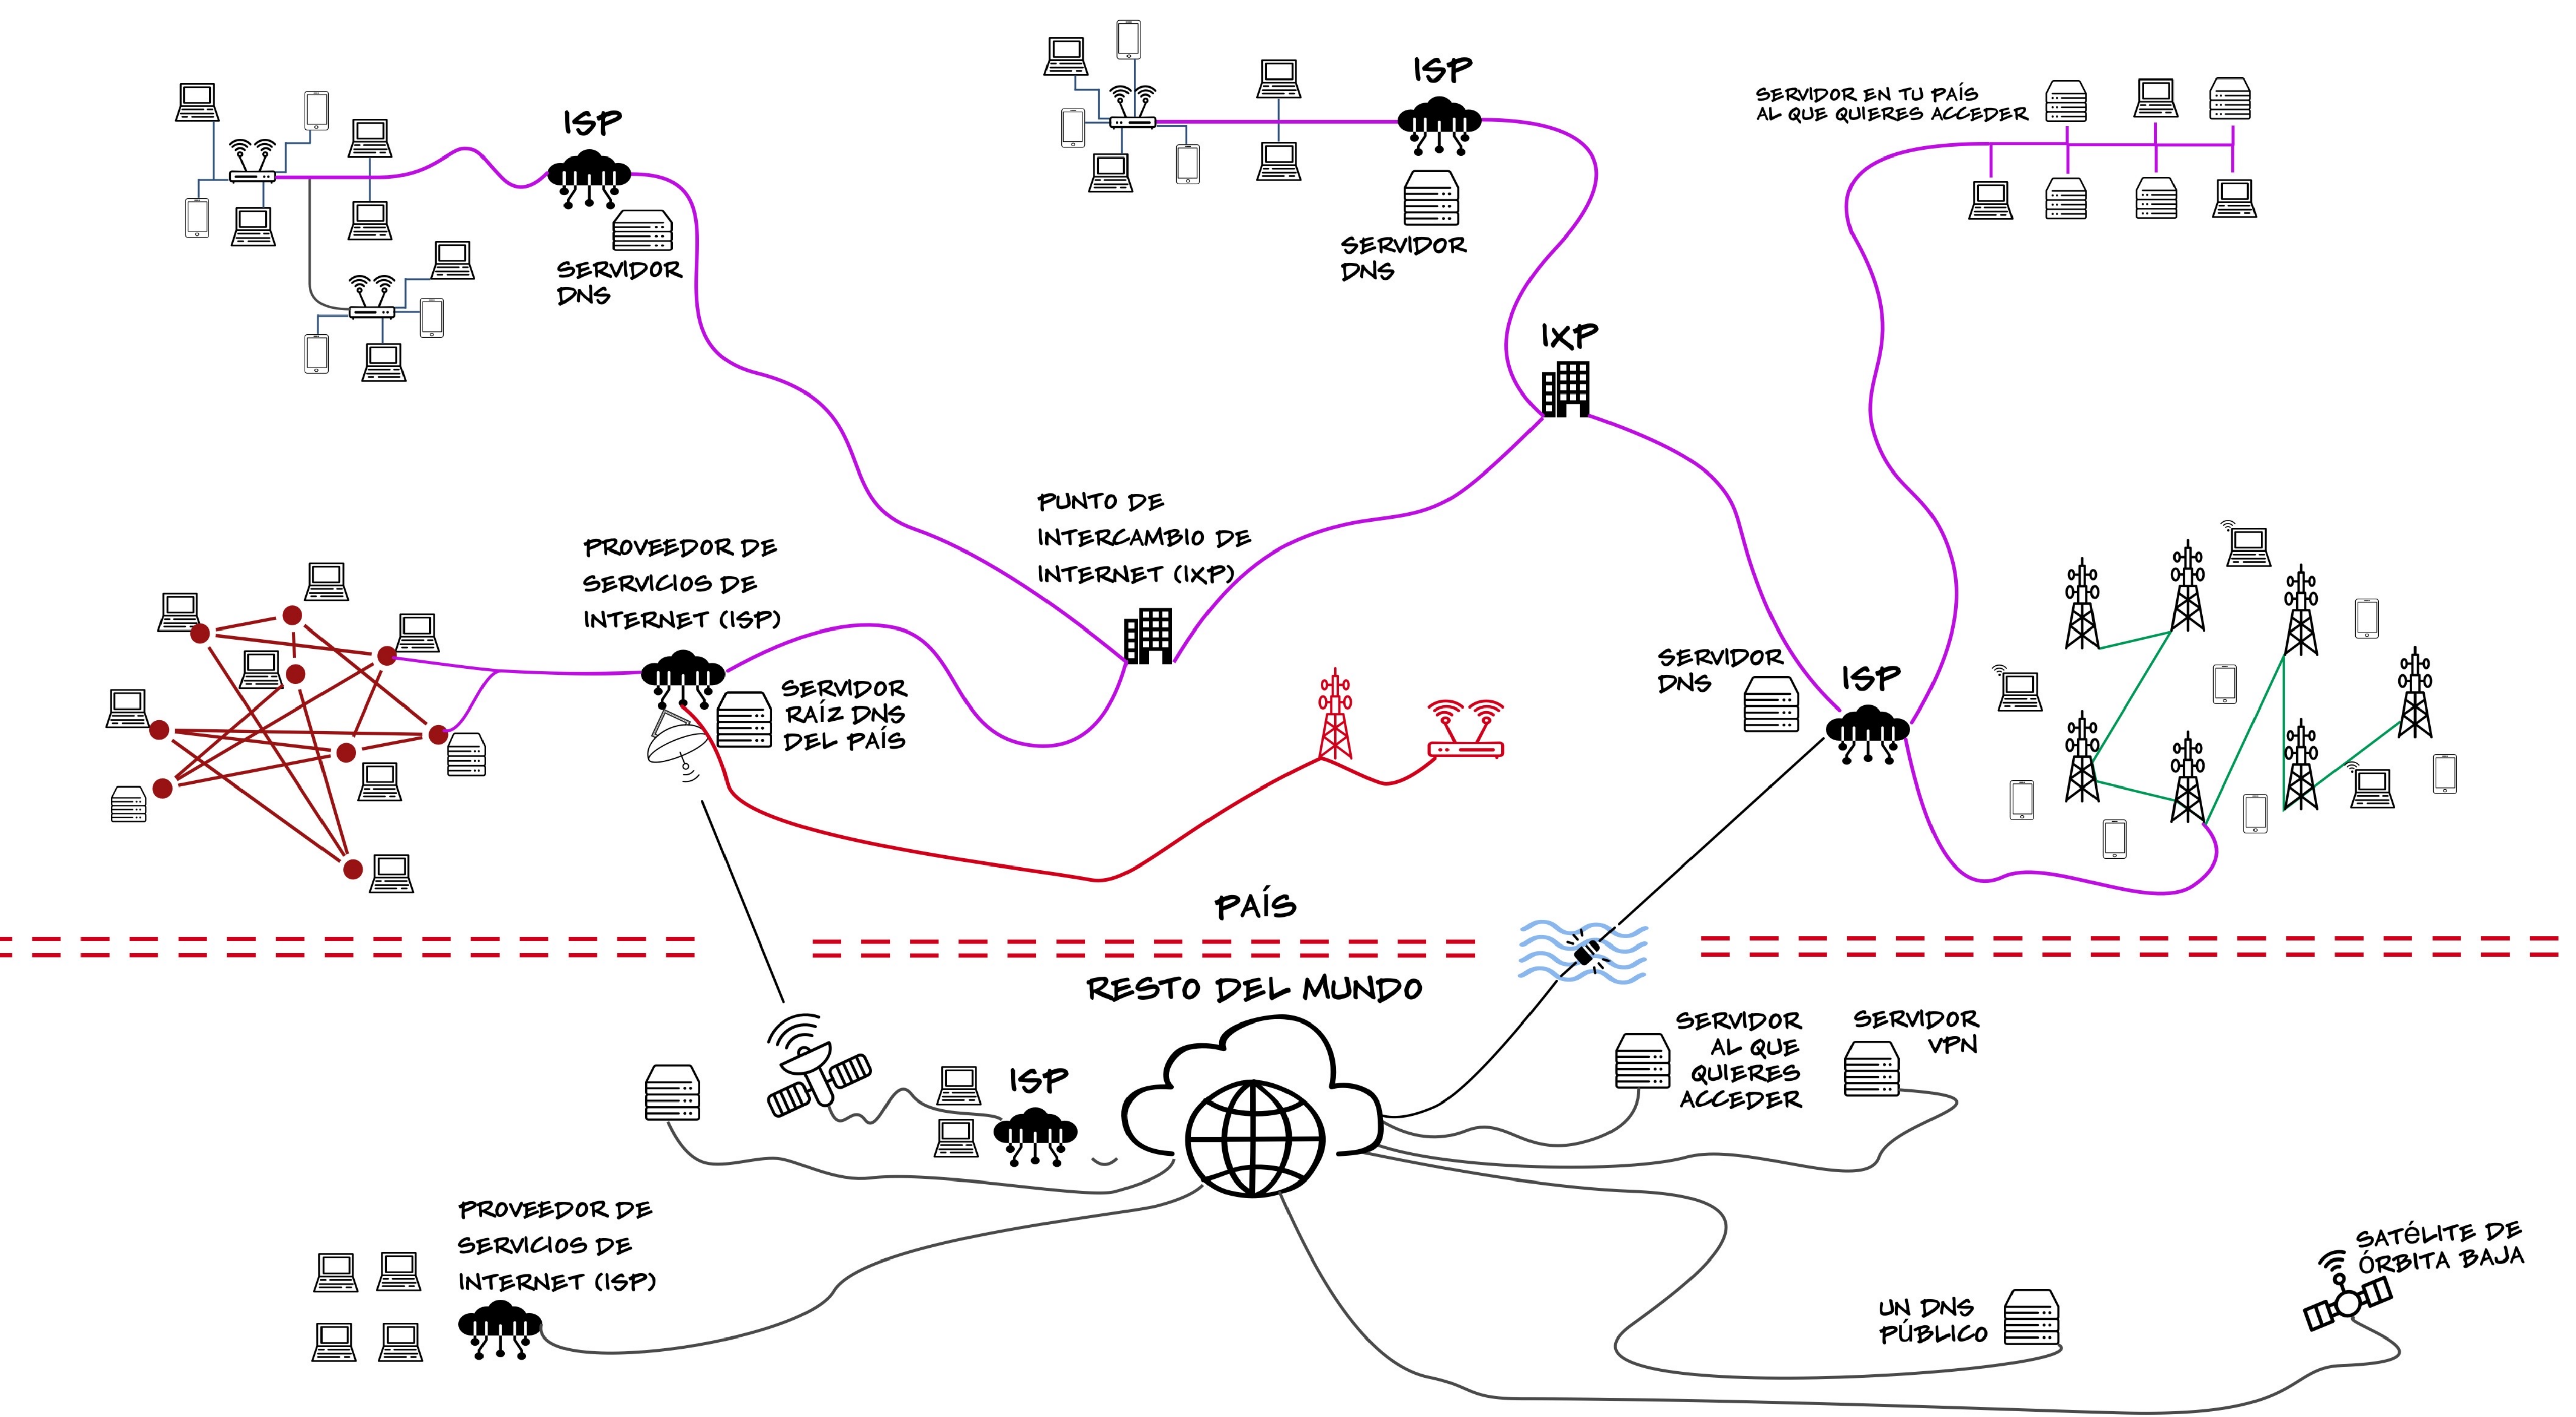 ISP
ISP
SERVIDOR EN TU PAÍS
AL QUE QUIERES ACCEDER
SERVIDOR
DNS
SERVIDOR
DNS
IXP
PUNTO DE
INTERCAMBIO DE
INTERNET (IXP)
PROVEEDOR DE
SERVICIOS DE
INTERNET (ISP)
SERVIDOR
RAÍZ DNS
DEL PAÍS
SERVIDOR
DNS
ISP
PAÍS
RESTO DEL MUNDO
ISP
SERVIDOR
AL QUE
QUIERES
ACCEDER
SERVIDOR
VPN
PROVEEDOR DE
SERVICIOS DE
INTERNET (ISP)
UN DNS
PÚBLICO
SATÉLITE DE
ÓRBITA BAJA